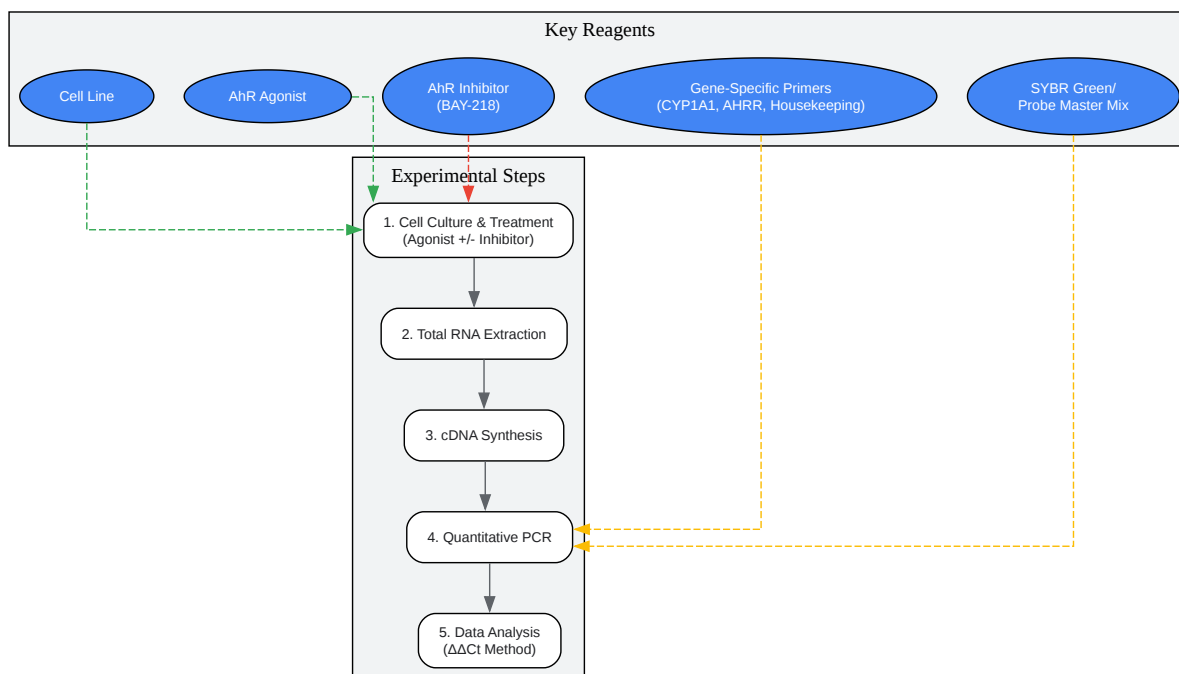 Key Reagents
Cell Line
AhR Agonist
AhR Inhibitor
(BAY-218)
Gene-Specific Primers
(CYP1A1, AHRR, Housekeeping)
SYBR Green/
Probe Master Mix
Experimental Steps
1. Cell Culture & Treatment
(Agonist +/- Inhibitor)
2. Total RNA Extraction
3. cDNA Synthesis
4. Quantitative PCR
5. Data Analysis
(ΔΔCt Method)